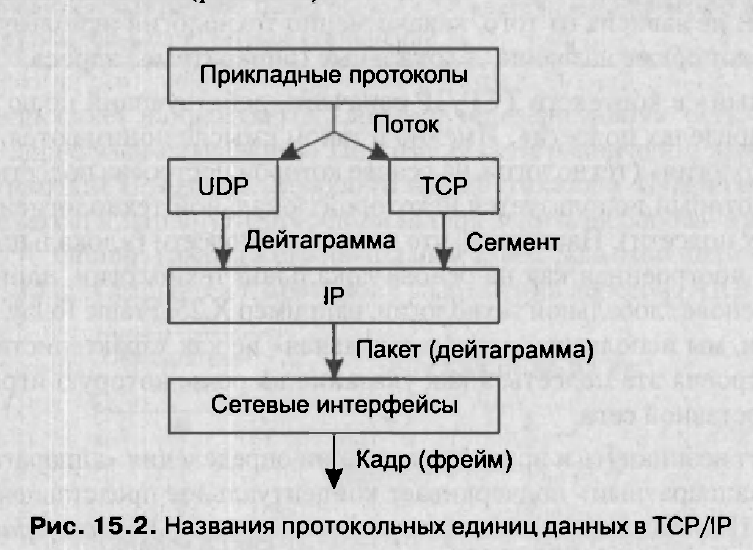 Прикладные протоколы
Поток
UDP
TCP
Дейтаграмма
Сегмент
IP
Пакет (дейтаграмма)
Сетевые интерфейсы
Кадр (фрейм)
Рис. 15.2. Названия протокольных единиц данных в TCP/IP